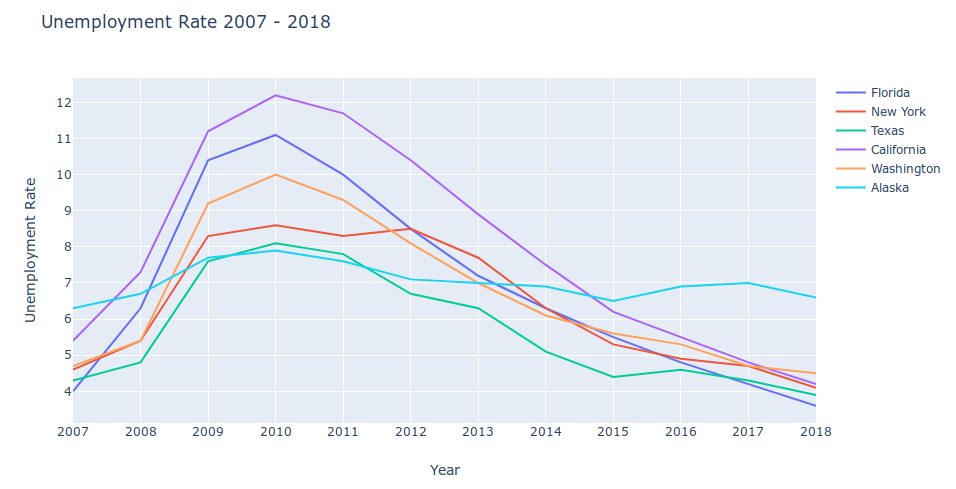 Unemployment Rate 2007 - 2018
Florida
New York
Texas
California
Washington
Alaska
Unemployment Rate
12
11
10
9
8
7
6
5
4
2007 2008 2009 2010 2011 2012 2013 2014 2015 2016 2017 2018
Year